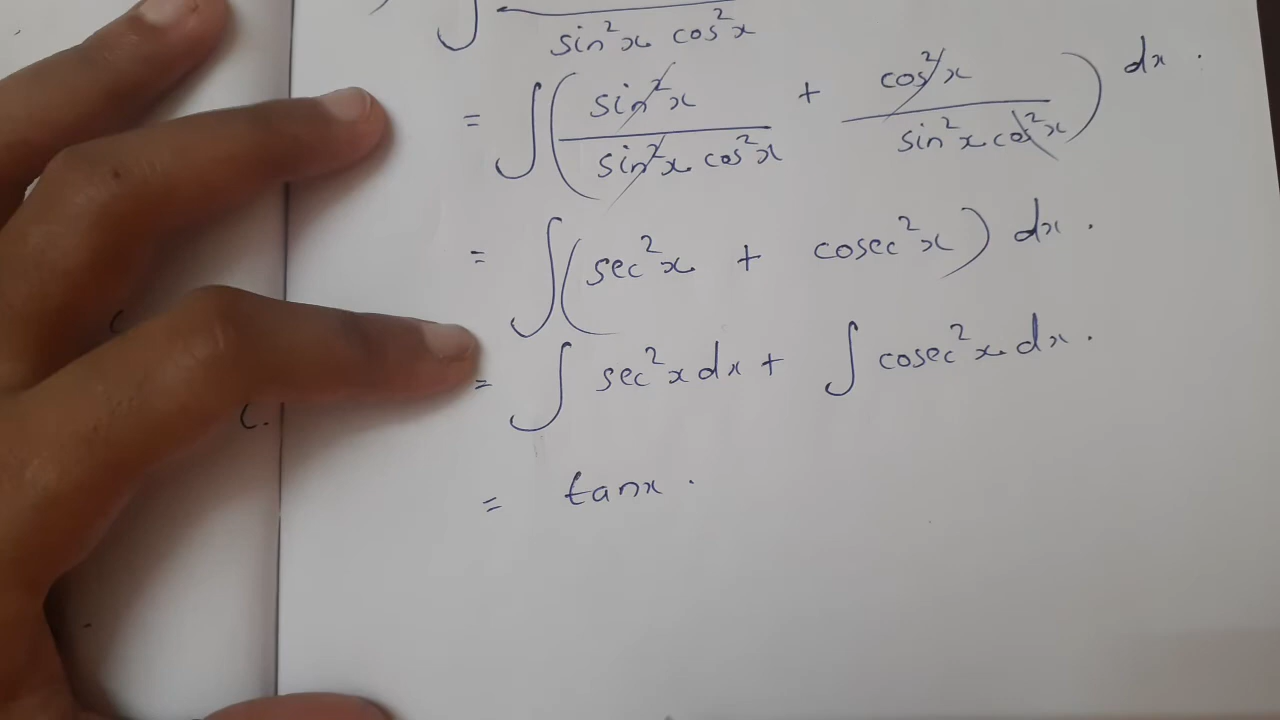 ∫ ─── sin²x cos²x
= ∫ ( sin²x / sin²x cos²x + cos²x / sin²x cos²x ) dx .
= ∫ ( sec²x + cosec²x ) dx .
= ∫ sec²x dx + ∫ cosec²x dx .
= tanx .
c.